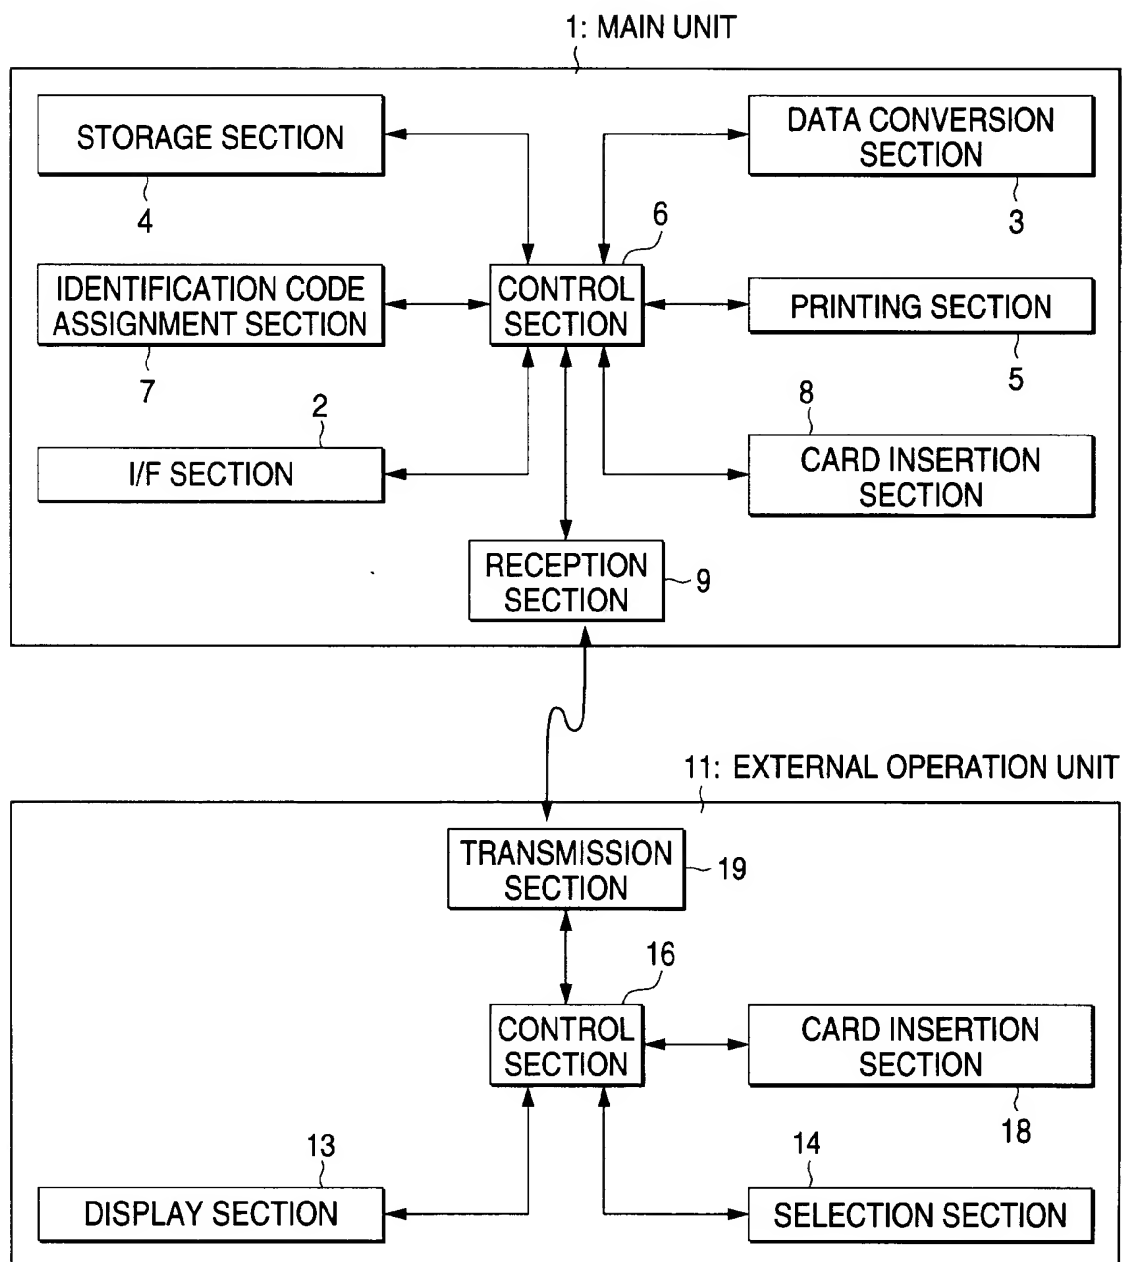 1: MAIN UNIT
STORAGE SECTION
4
DATA CONVERSION
SECTION
3
6
IDENTIFICATION CODE
ASSIGNMENT SECTION
7
CONTROL
SECTION
PRINTING SECTION
5
2
I/F SECTION
8
CARD INSERTION
SECTION
RECEPTION
SECTION
9
11: EXTERNAL OPERATION UNIT
TRANSMISSION
SECTION
19
16
CONTROL
SECTION
CARD INSERTION
SECTION
18
13
DISPLAY SECTION
14
SELECTION SECTION